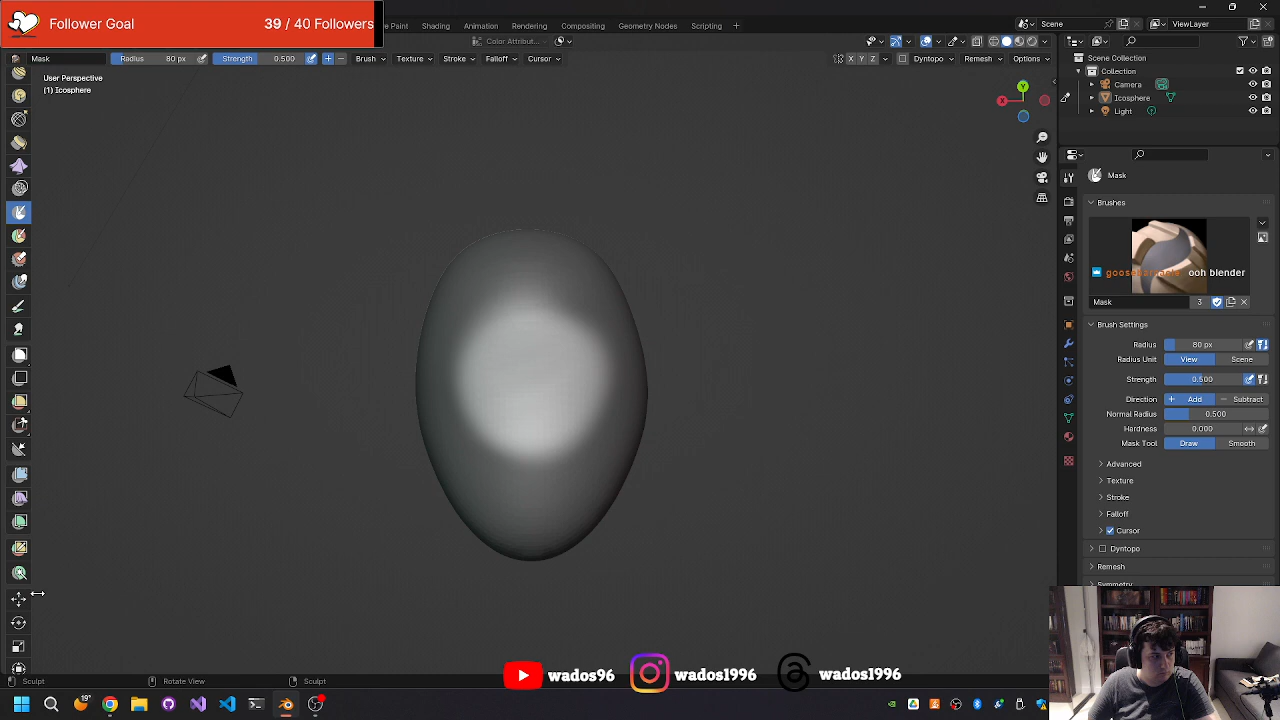 Follower Goal 39 / 40 Followers
Paint Shading Animation Rendering Compositing Geometry Nodes Scripting + Scene ViewLayer
Color Attribut...
Mask Radius 80 px Strength 0.500 Brush Texture Stroke Falloff Cursor X Y Z Dyntopo Remesh Options
User Perspective
(1) Icosphere
Scene Collection
Collection
Camera
Icosphere
Light
Y
X
Mask
Brushes
ooh blender
Mask 3
Brush Settings
Radius 80 px
Radius Unit View Scene
Strength 0.500
Direction + Add − Subtract
Normal Radius 0.500
Hardness 0.000
Mask Tool Draw Smooth
Advanced
Texture
Stroke
Falloff
Cursor
Dyntopo
Remesh
Symmetry
Sculpt Rotate View Sculpt
wados96 wados1996 wados1996
19°